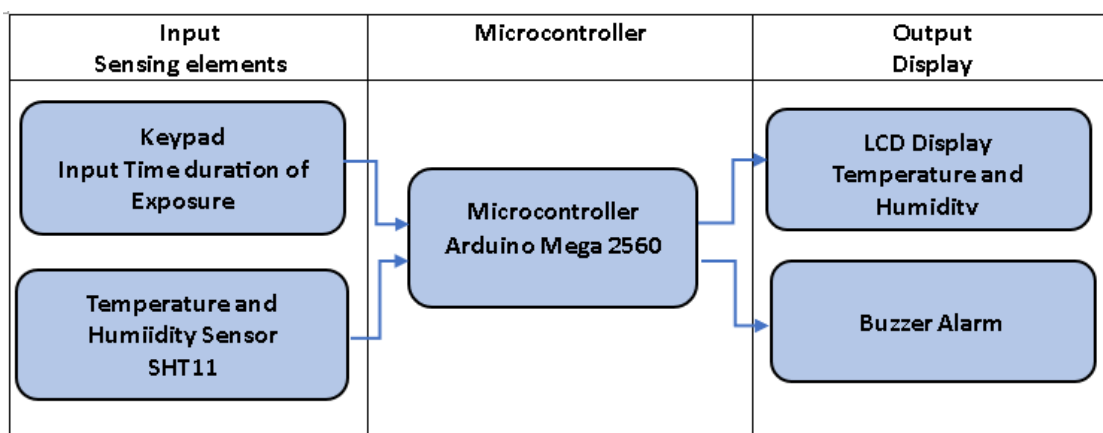 Input
Sensing elements
Microcontroller
Output
Display
Keypad
Input Time duration of
Exposure
Temperature and
Humiidity Sensor
SHT11
Microcontroller
Arduino Mega 2560
LCD Display
Temperature and
Humidity
Buzzer Alarm